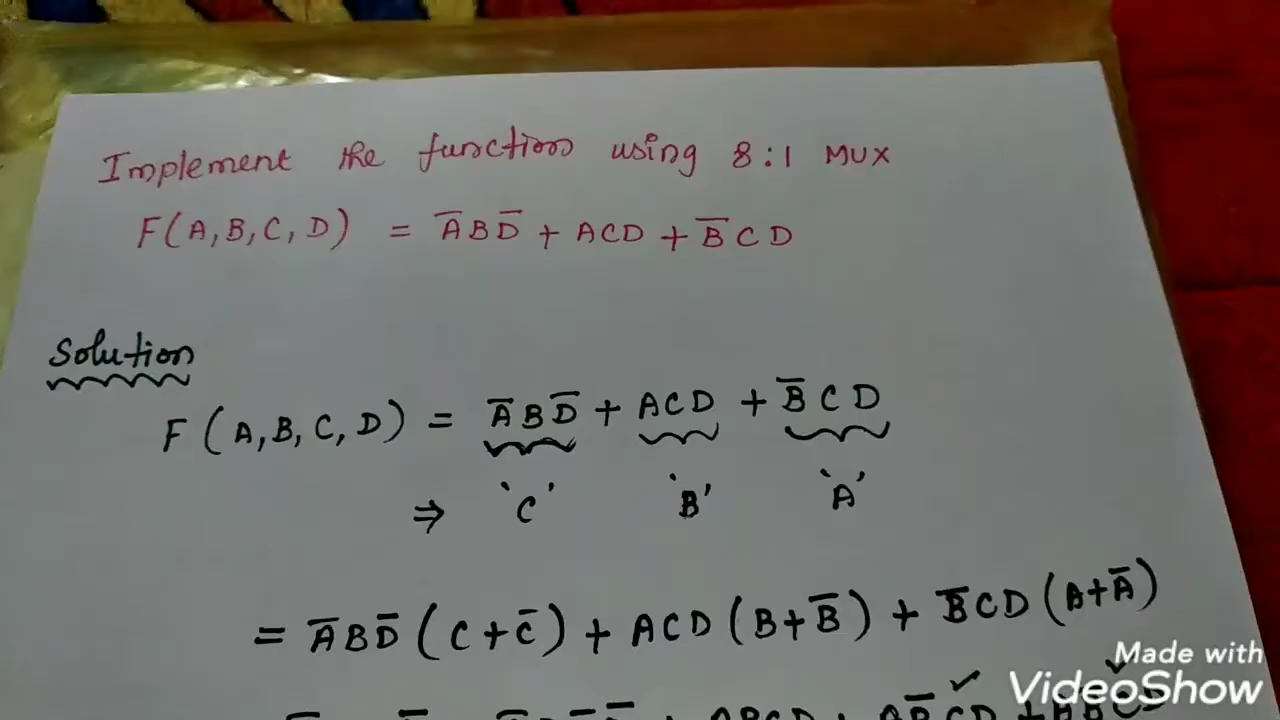 Implement the function using 8:1 MUX
F(A,B,C,D) = A̅BD̅ + ACD + B̅CD
Solution
F(A,B,C,D) = A̅BD̅ + ACD + B̅CD
⇒ 'C' 'B' 'A'
= A̅BD̅(C+C̅) + ACD(B+B̅) + B̅CD(A+A̅)
Made with
VideoShow